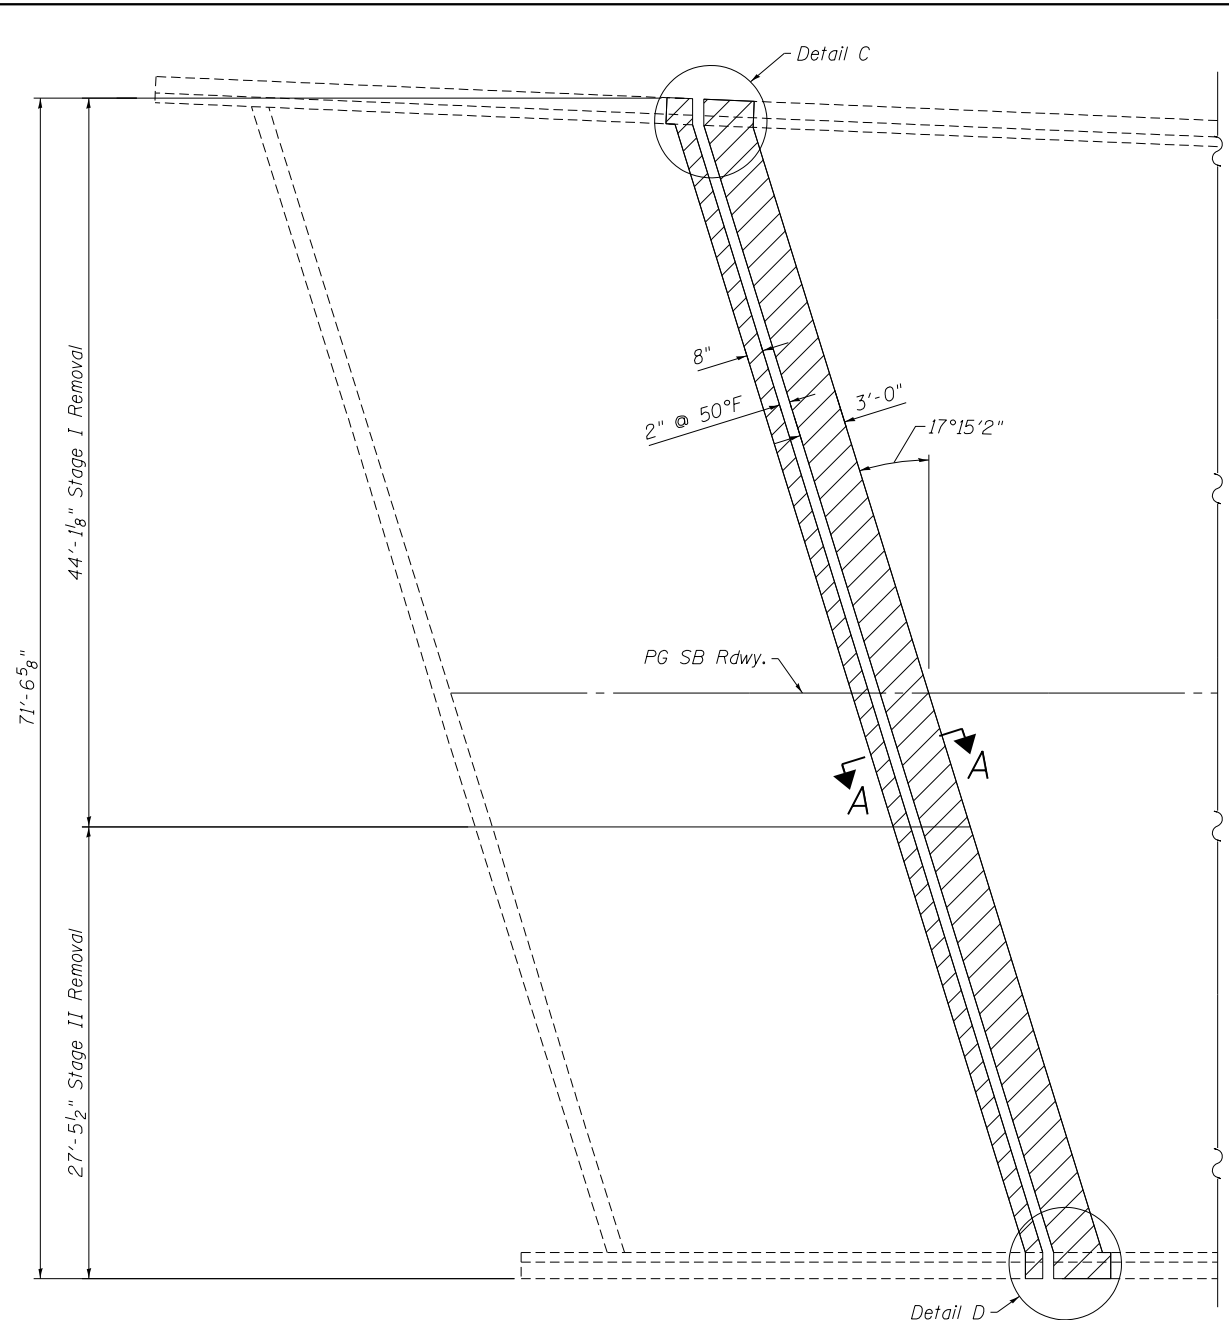 Detail C
8"
2" @ 50°F
3'-0"
17°15'2"
44'-1⅛" Stage I Removal
71'-6⅝"
PG SB Rdwy.
A
A
27'-5½" Stage II Removal
Detail D